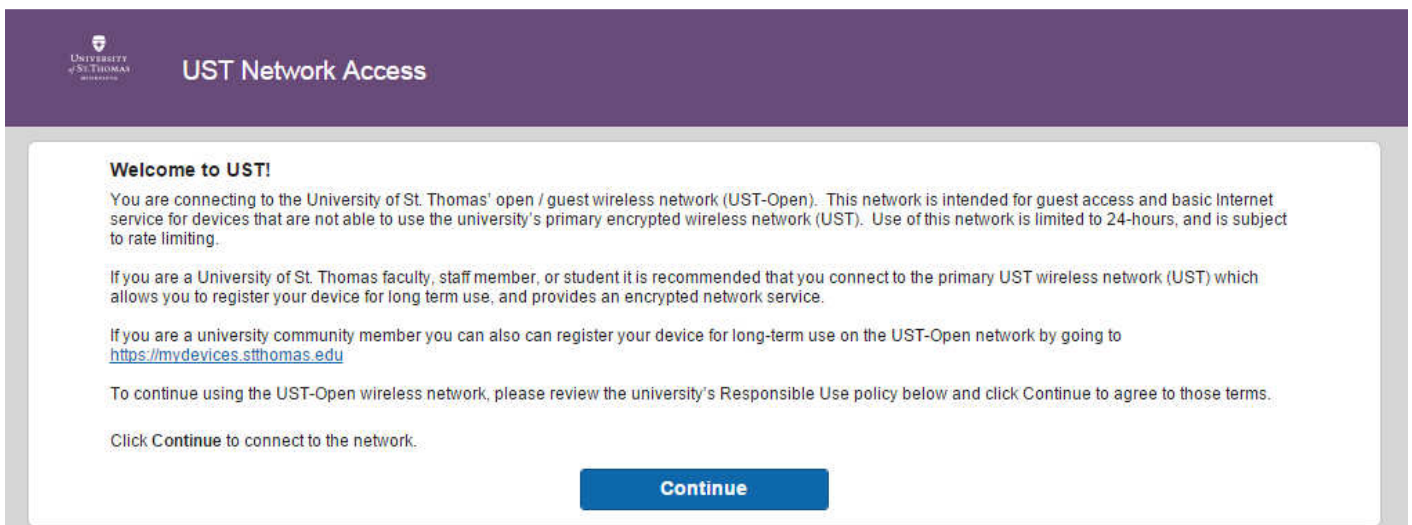 UNIVERSITY
of ST. THOMAS
MINNESOTA
UST Network Access
Welcome to UST!
You are connecting to the University of St. Thomas' open / guest wireless network (UST-Open). This network is intended for guest access and basic Internet
service for devices that are not able to use the university's primary encrypted wireless network (UST). Use of this network is limited to 24-hours, and is subject
to rate limiting.
If you are a University of St. Thomas faculty, staff member, or student it is recommended that you connect to the primary UST wireless network (UST) which
allows you to register your device for long term use, and provides an encrypted network service.
If you are a university community member you can also can register your device for long-term use on the UST-Open network by going to
https://mydevices.stthomas.edu
To continue using the UST-Open wireless network, please review the university's Responsible Use policy below and click Continue to agree to those terms.
Click Continue to connect to the network.
Continue